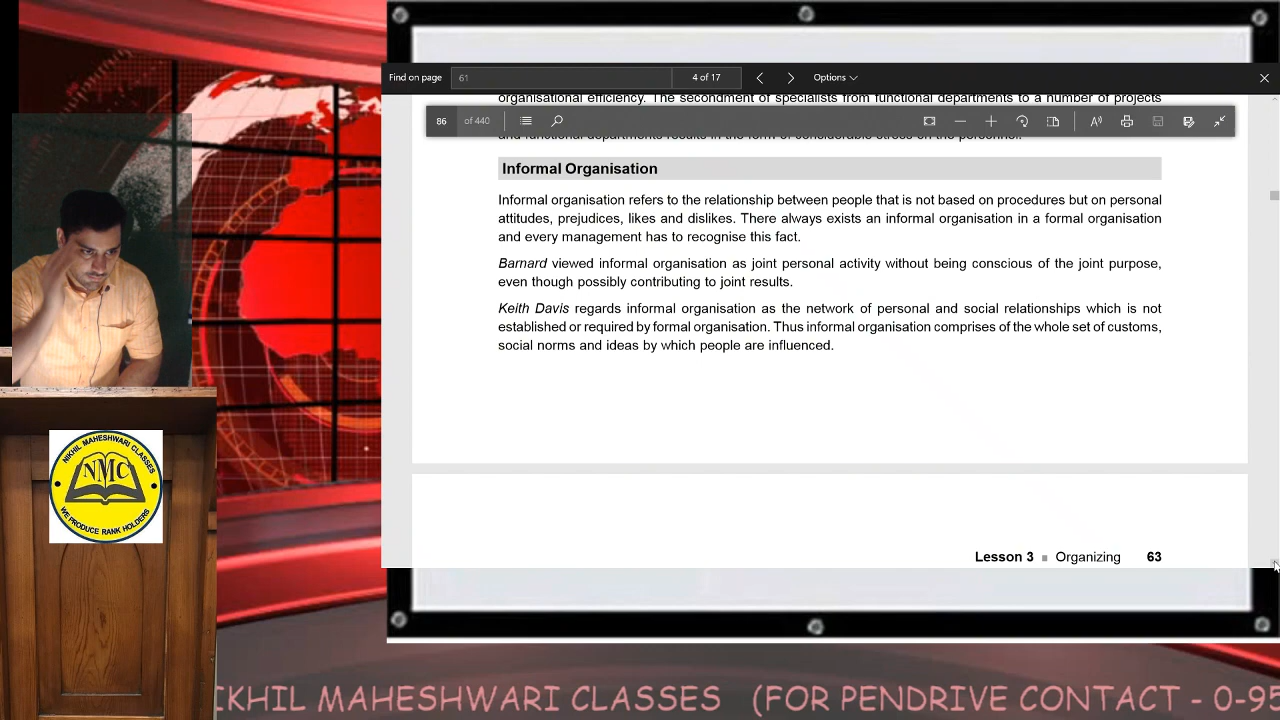 Find on page 61 4 of 17 Options
organisational efficiency. The secondment of specialists from functional departments to a number of projects
86 of 440
Informal Organisation
Informal organisation refers to the relationship between people that is not based on procedures but on personal
attitudes, prejudices, likes and dislikes. There always exists an informal organisation in a formal organisation
and every management has to recognise this fact.
Barnard viewed informal organisation as joint personal activity without being conscious of the joint purpose,
even though possibly contributing to joint results.
Keith Davis regards informal organisation as the network of personal and social relationships which is not
established or required by formal organisation. Thus informal organisation comprises of the whole set of customs,
social norms and ideas by which people are influenced.
Lesson 3 ■ Organizing 63
NIKHIL MAHESHWARI CLASSES
NMC
WE PRODUCE RANK HOLDERS
IKHIL MAHESHWARI CLASSES (FOR PENDRIVE CONTACT - 0-95